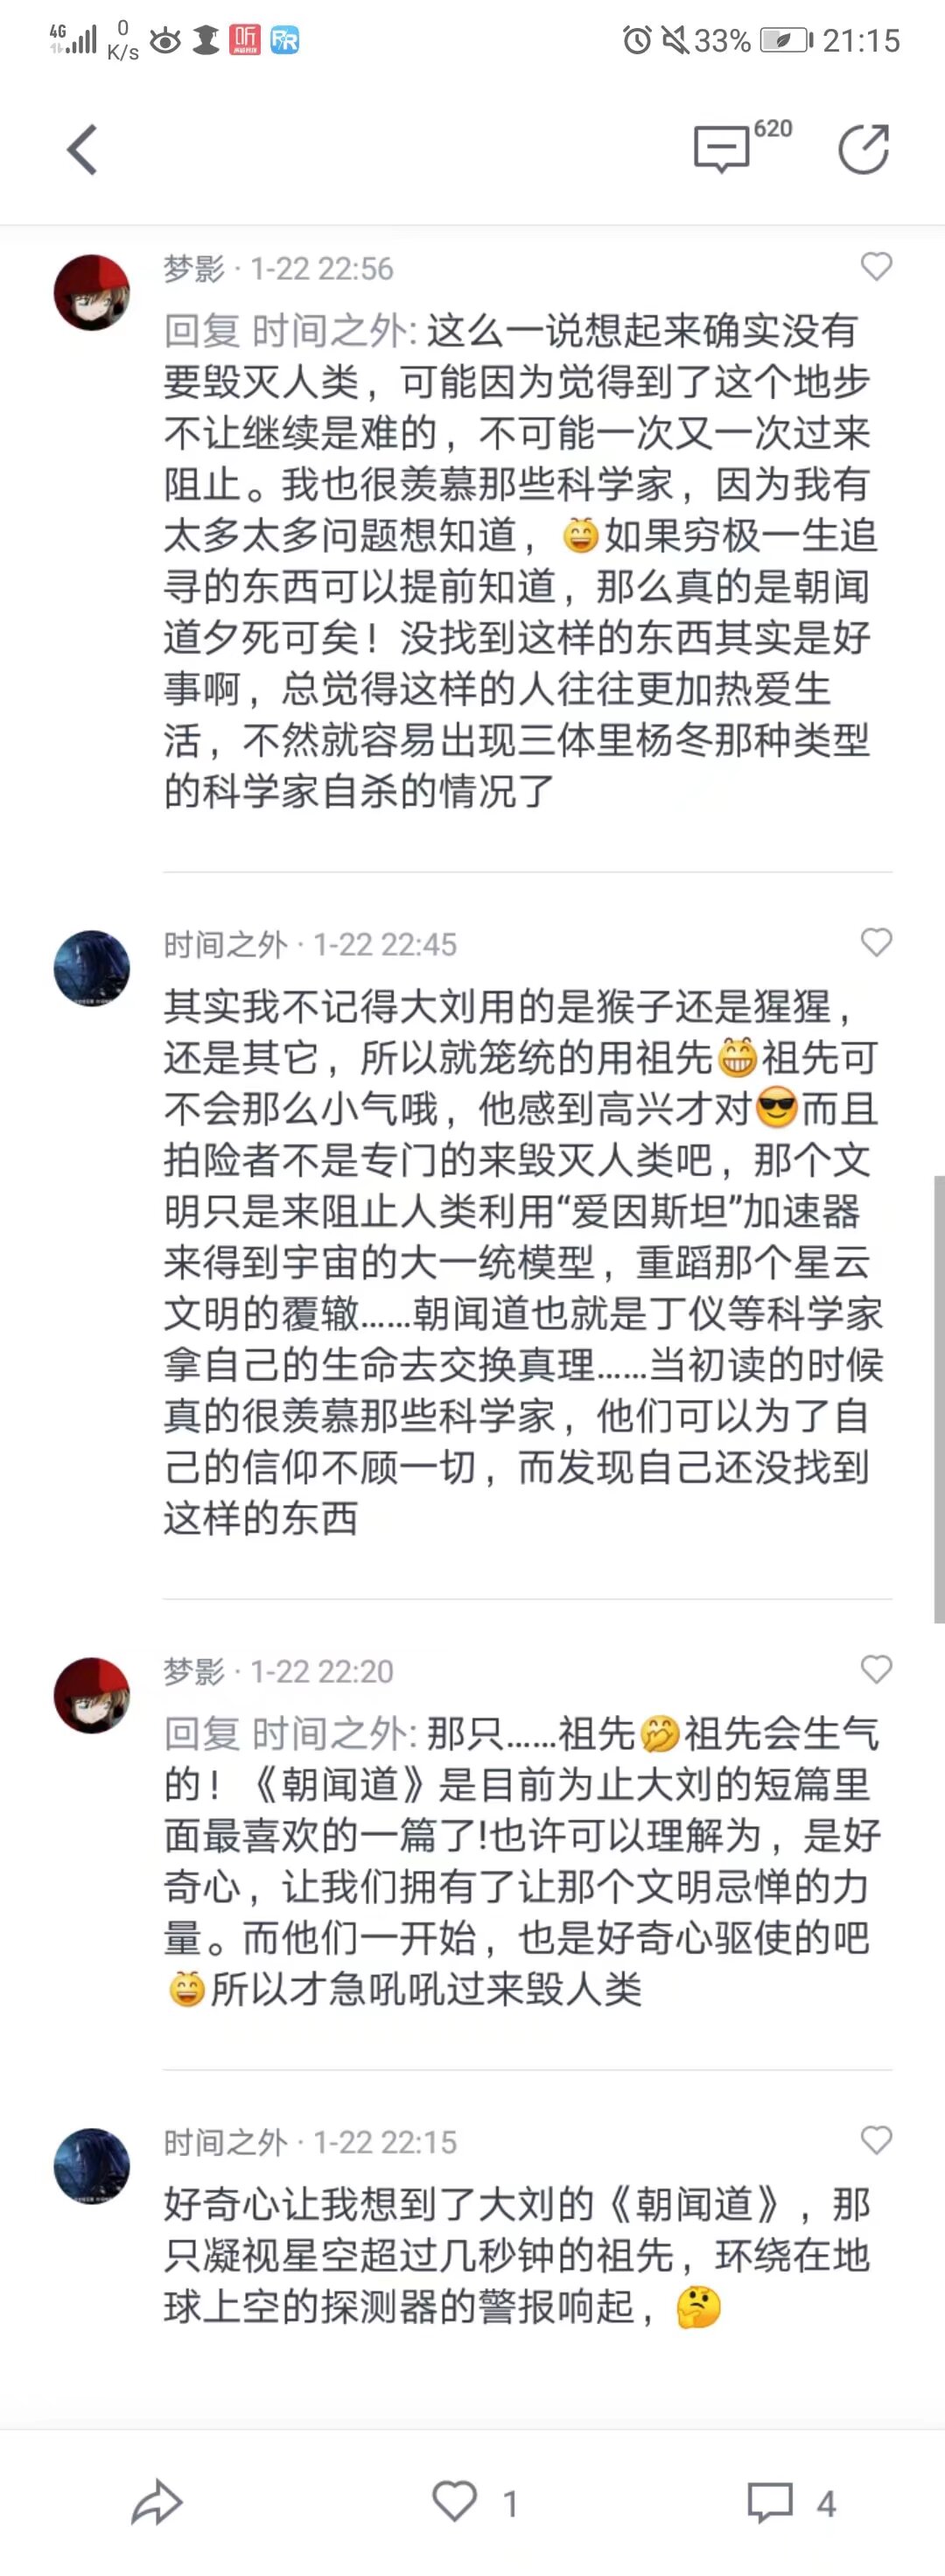 4G 0 K/s 听 RR 33% 21:15
620
梦影 · 1-22 22:56
回复 时间之外: 这么一说想起来确实没有
要毁灭人类，可能因为觉得到了这个地步
不让继续是难的，不可能一次又一次过来
阻止。我也很羡慕那些科学家，因为我有
太多太多问题想知道，😄如果穷极一生追
寻的东西可以提前知道，那么真的是朝闻
道夕死可矣！没找到这样的东西其实是好
事啊，总觉得这样的人往往更加热爱生
活，不然就容易出现三体里杨冬那种类型
的科学家自杀的情况了
时间之外 · 1-22 22:45
其实我不记得大刘用的是猴子还是猩猩，
还是其它，所以就笼统的用祖先😁祖先可
不会那么小气哦，他感到高兴才对😎而且
拍险者不是专门的来毁灭人类吧，那个文
明只是来阻止人类利用“爱因斯坦”加速器
来得到宇宙的大一统模型，重蹈那个星云
文明的覆辙......朝闻道也就是丁仪等科学家
拿自己的生命去交换真理......当初读的时候
真的很羡慕那些科学家，他们可以为了自
己的信仰不顾一切，而发现自己还没找到
这样的东西
梦影 · 1-22 22:20
回复 时间之外: 那只......祖先🤭祖先会生气
的！《朝闻道》是目前为止大刘的短篇里
面最喜欢的一篇了!也许可以理解为，是好
奇心，让我们拥有了让那个文明忌惮的力
量。而他们一开始，也是好奇心驱使的吧
😄所以才急吼吼过来毁人类
时间之外 · 1-22 22:15
好奇心让我想到了大刘的《朝闻道》，那
只凝视星空超过几秒钟的祖先，环绕在地
球上空的探测器的警报响起，🤔
1 4